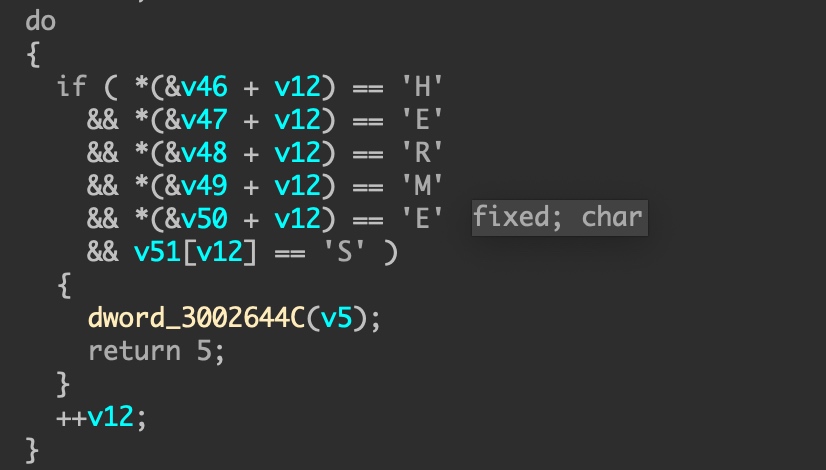 do
{
if ( *(&v46 + v12) == 'H'
&& *(&v47 + v12) == 'E'
&& *(&v48 + v12) == 'R'
&& *(&v49 + v12) == 'M'
&& *(&v50 + v12) == 'E' fixed; char
&& v51[v12] == 'S' )
{
dword_3002644C(v5);
return 5;
}
++v12;
}